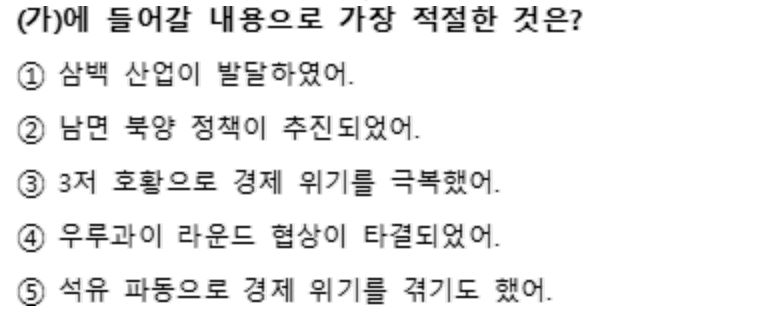 (가)에 들어갈 내용으로 가장 적절한 것은?
① 삼백 산업이 발달하였어.
② 남면 북양 정책이 추진되었어.
③ 3저 호황으로 경제 위기를 극복했어.
④ 우루과이 라운드 협상이 타결되었어.
⑤ 석유 파동으로 경제 위기를 겪기도 했어.